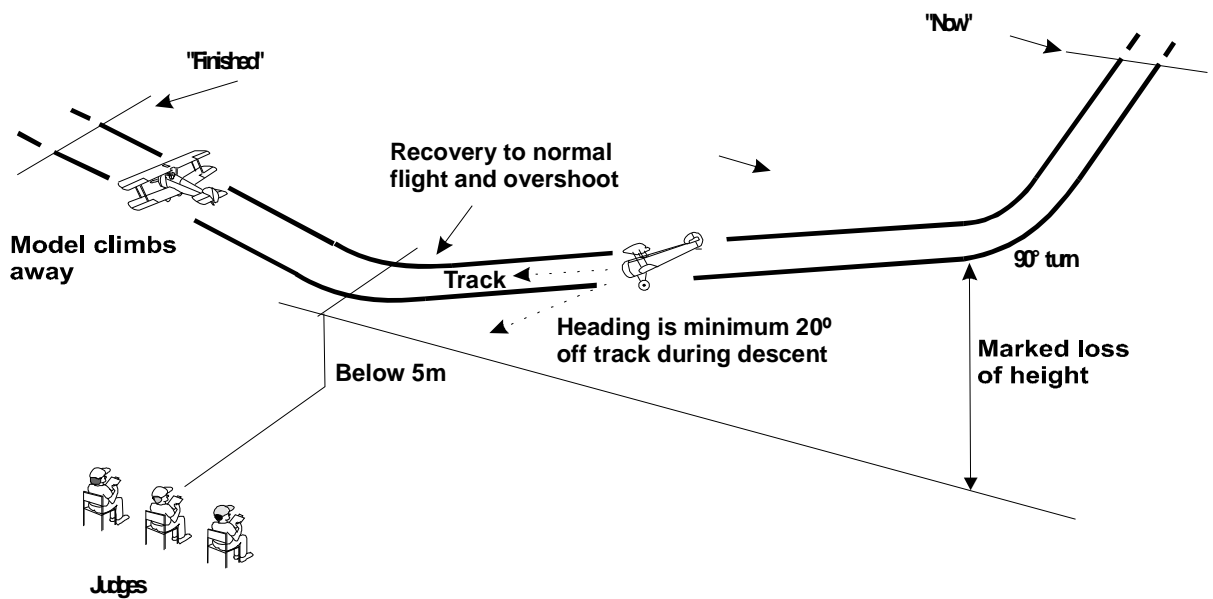 "Now"
"Finished"
Recovery to normal
flight and overshoot
Model climbs
away
90° turn
Track
Heading is minimum 20º
off track during descent
Marked loss
of height
Below 5m
Judges